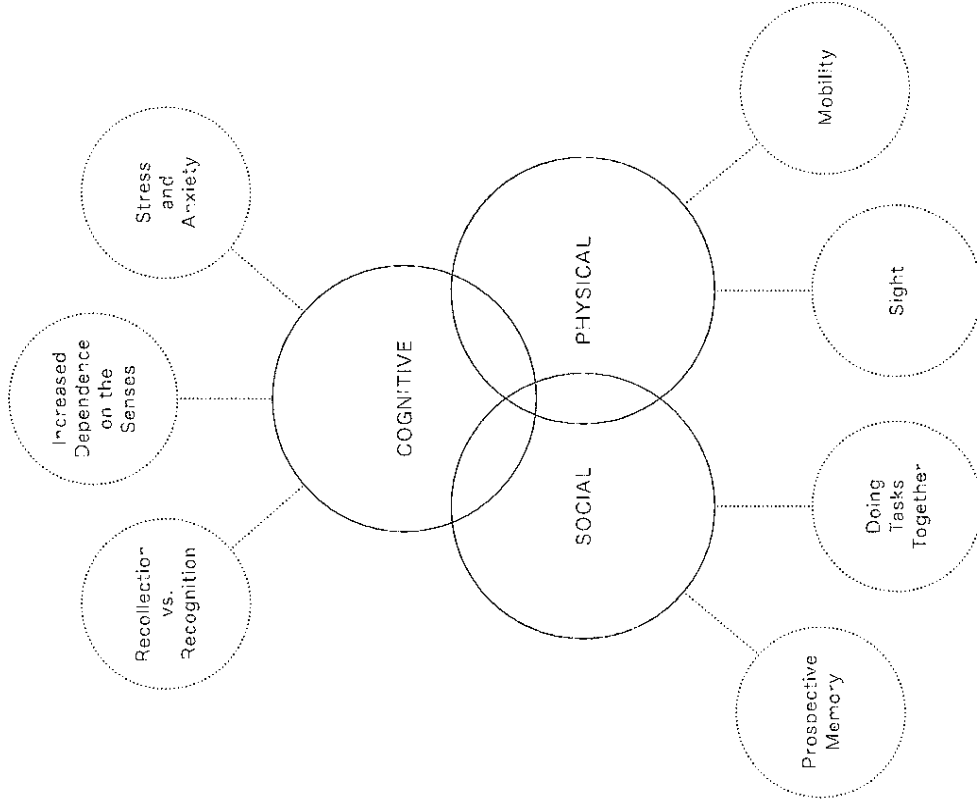 Recollection
vs.
Recognition
Increased
Dependence
on the
Senses
Stress
and
Anxiety
COGNITIVE
SOCIAL
PHYSICAL
Prospective
Memory
Doing
Tasks
Together
Sight
Mobility